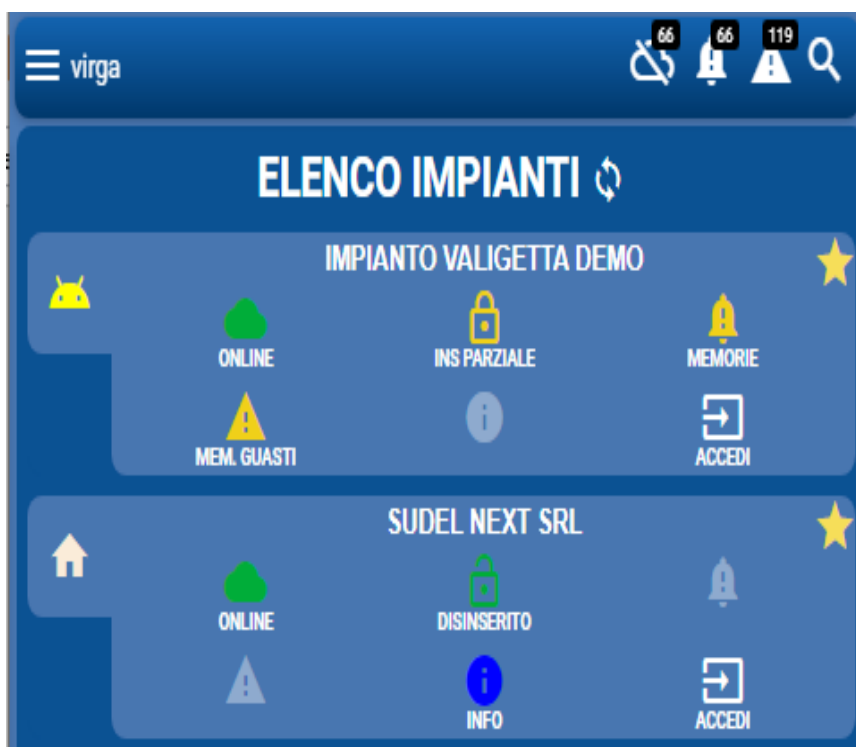 66 66 119
virga
ELENCO IMPIANTI
IMPIANTO VALIGETTA DEMO
ONLINE INS PARZIALE MEMORIE
MEM. GUASTI ACCEDI
SUDEL NEXT SRL
ONLINE DISINSERITO
INFO ACCEDI